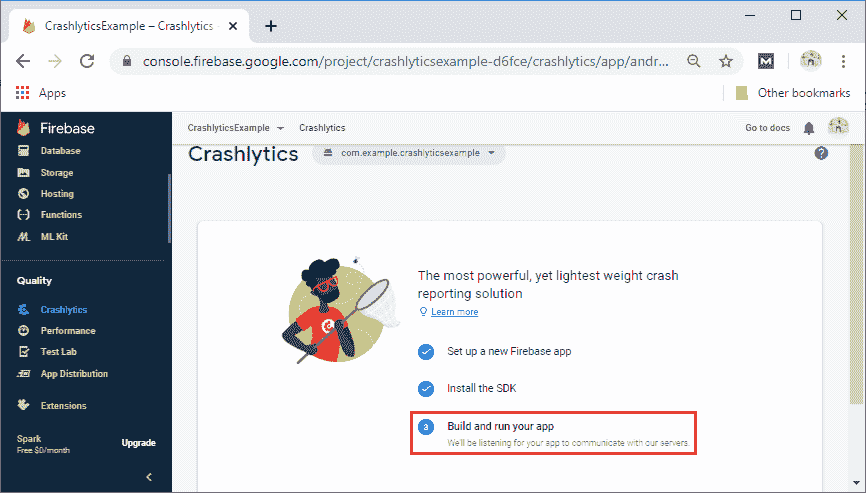 CrashlyticsExample – Crashlytics -
console.firebase.google.com/project/crashlyticsexample-d6fce/crashlytics/app/andr...
M
Apps
Other bookmarks
Firebase
CrashlyticsExample
Crashlytics
Go to docs
Crashlytics
com.example.crashlyticsexample
?
Database
Storage
Hosting
Functions
ML Kit
Quality
Crashlytics
Performance
Test Lab
App Distribution
Extensions
Spark
Free $0/month
Upgrade
The most powerful, yet lightest weight crash
reporting solution
Learn more
Set up a new Firebase app
Install the SDK
3
Build and run your app
We'll be listening for your app to communicate with our servers.